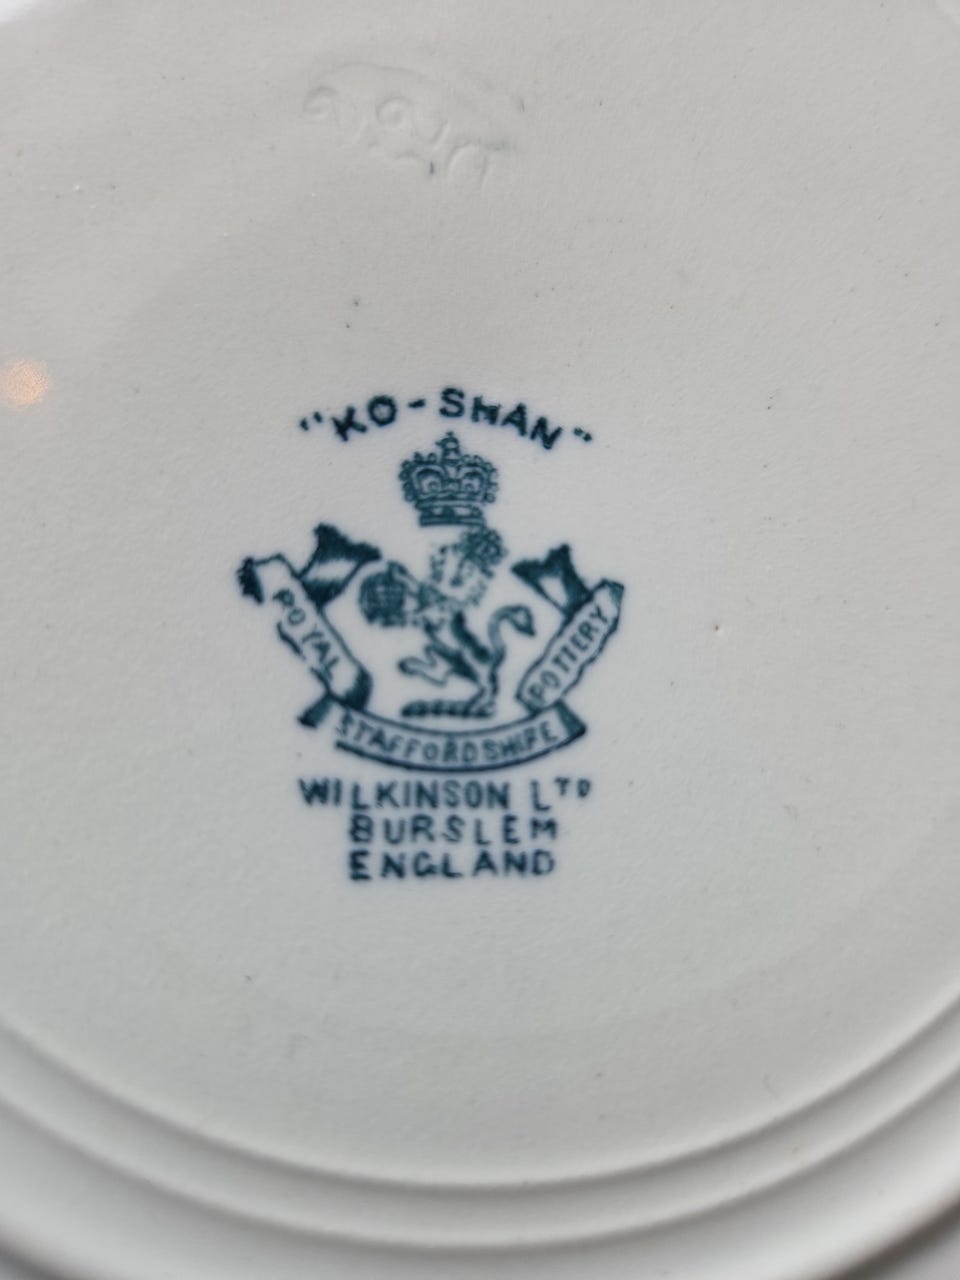 "KO-SHAN"
ROYAL
STAFFORDSHIRE
POTTERY
WILKINSON LTD
BURSLEM
ENGLAND